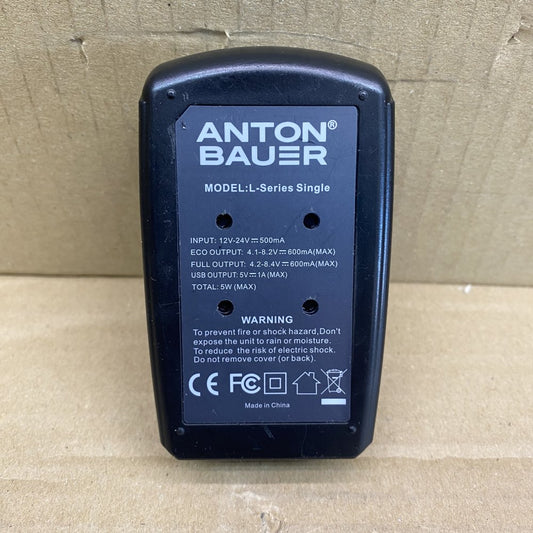 ANTON®
BAUER
MODEL:L-Series Single
INPUT: 12V-24V⎓500mA
ECO OUTPUT: 4.1-8.2V⎓600mA(MAX)
FULL OUTPUT: 4.2-8.4V⎓600mA(MAX)
USB OUTPUT: 5V⎓1A (MAX)
TOTAL: 5W (MAX)
WARNING
To prevent fire or shock hazard,Don't
expose the unit to rain or moisture.
To reduce the risk of electric shock.
Do not remove cover (or back).
CE FC
Made in China